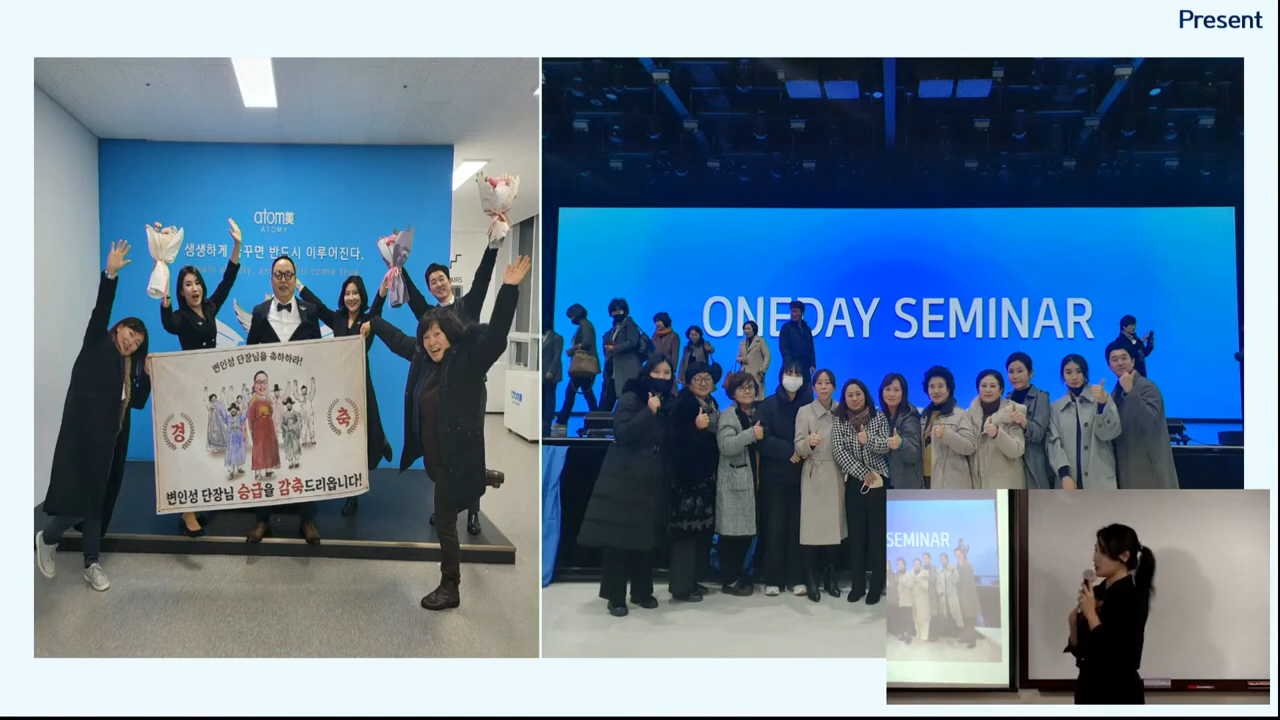 Present
atom美
ATOMY
생생하게 꿈꾸면 반드시 이루어진다.
come true
변인성 단장님을 축하하라!
경
축
변인성 단장님 승급을 감축드리옵니다!
ONEDAY SEMINAR
SEMINAR